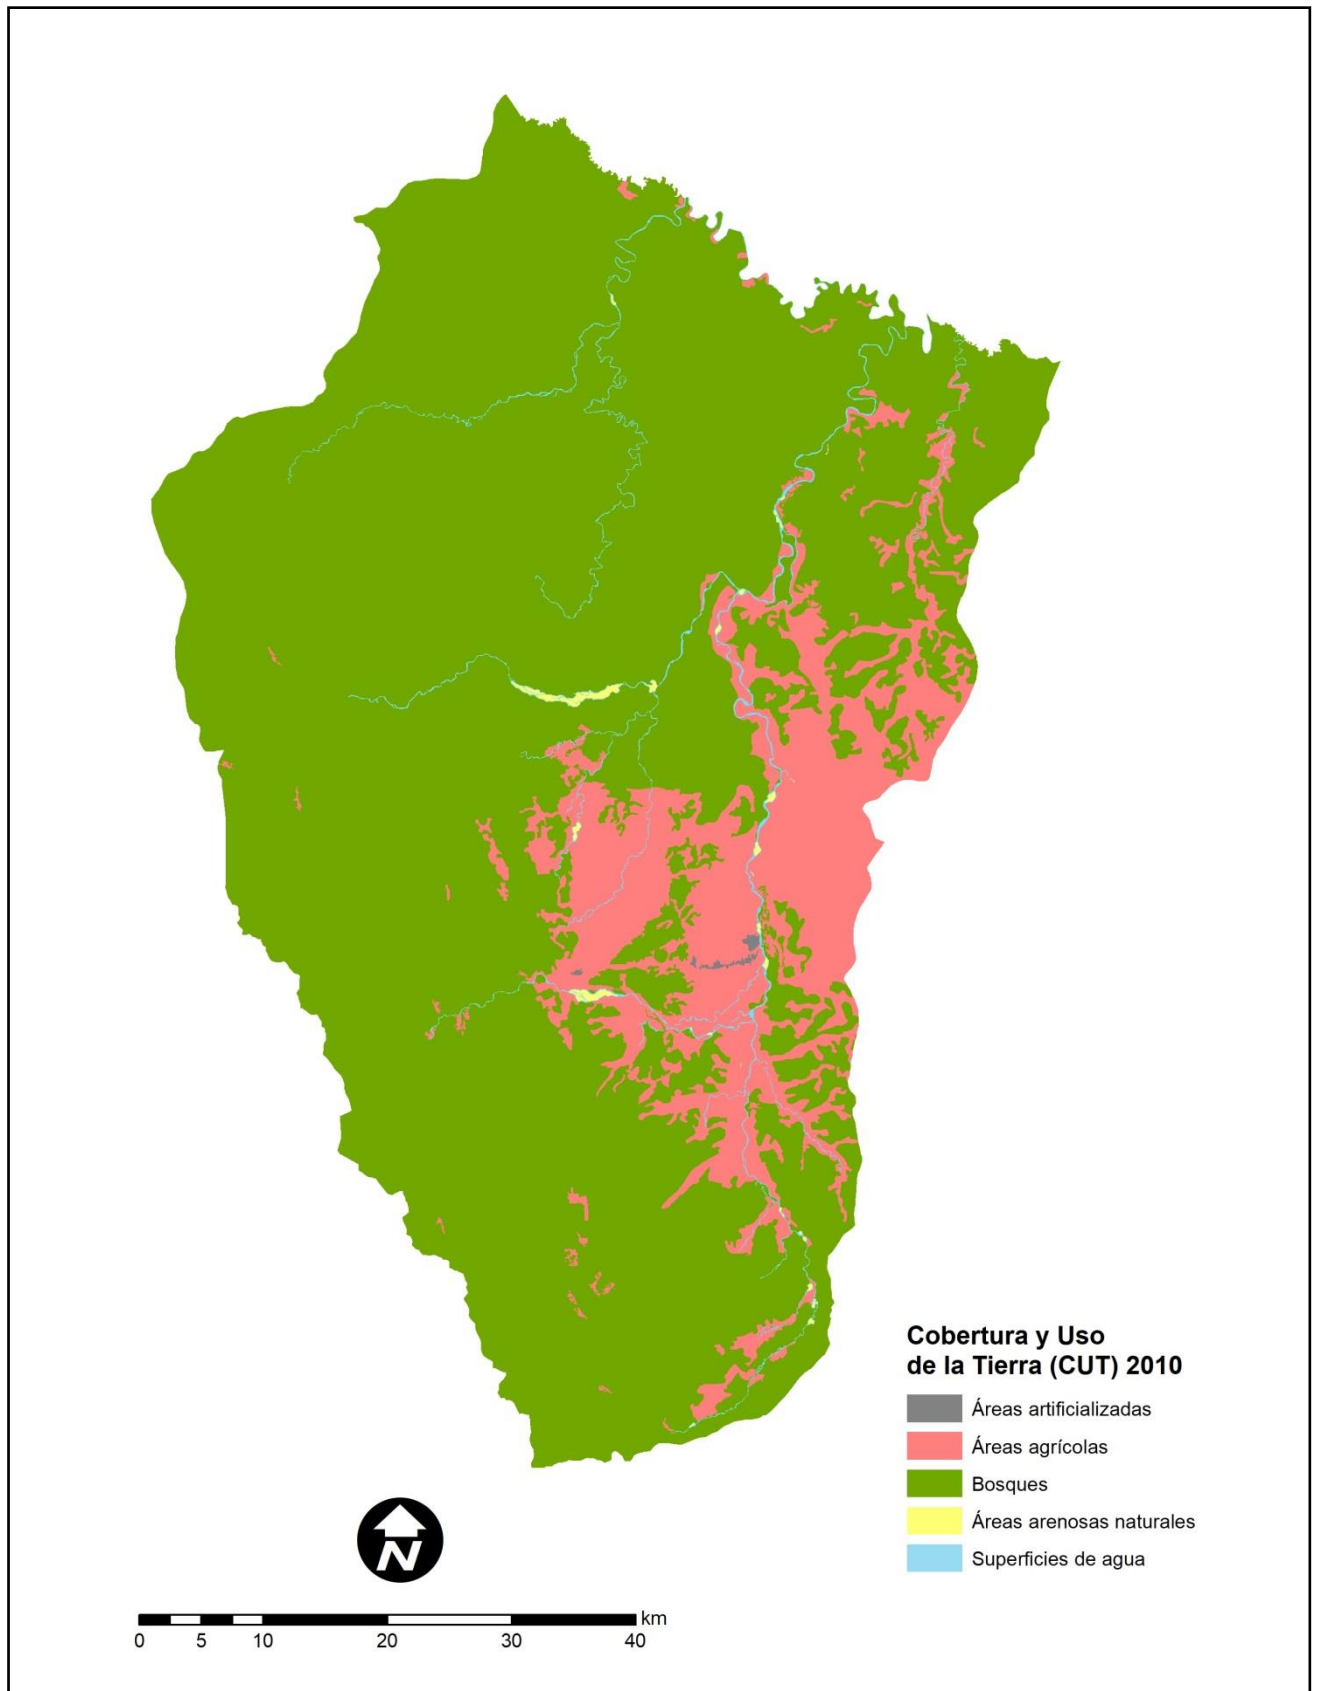 Cobertura y Uso
de la Tierra (CUT) 2010
Áreas artificializadas
Áreas agrícolas
Bosques
Áreas arenosas naturales
Superficies de agua
N
km
0 5 10 20 30 40